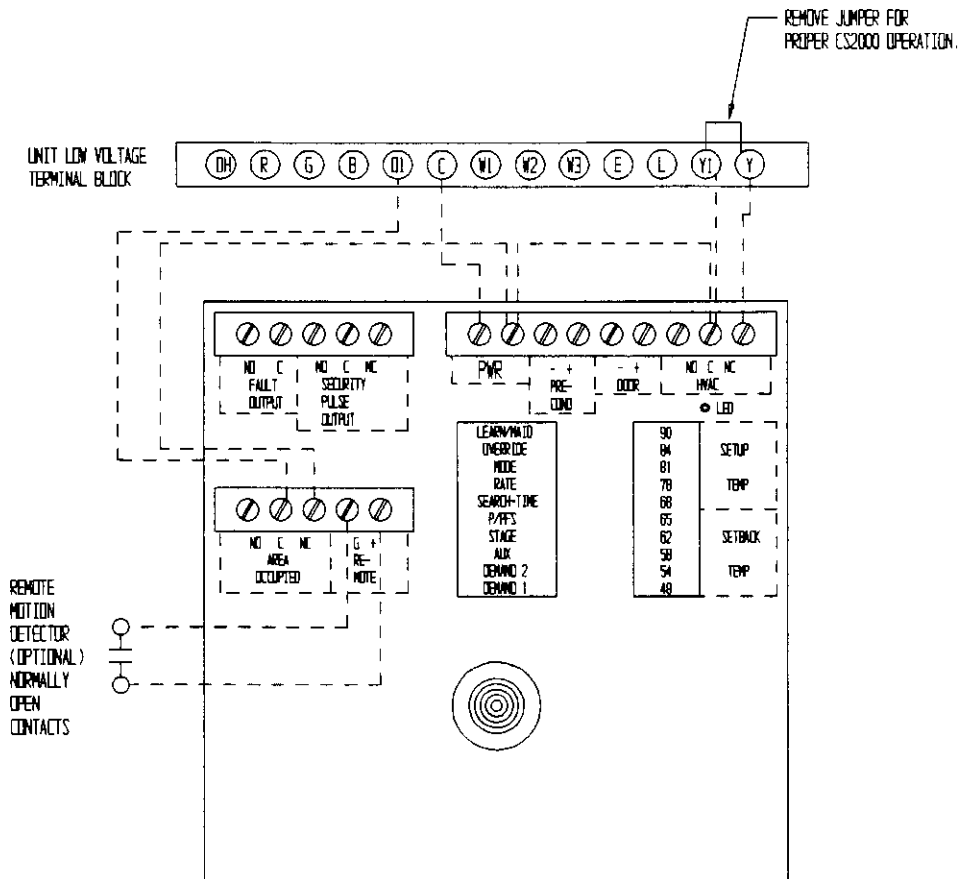 REMOVE JUMPER FOR
PROPER CS2000 OPERATION.
UNIT LOW VOLTAGE
TERMINAL BLOCK
OH R G B O1 C W1 W2 W3 E L Y1 Y
NO C
FAULT
OUTPUT
NO C NC
SECURITY
PULSE
OUTPUT
PWR
- +
PRE-
COND
- +
DOOR
NO C NC
HVAC
LED
LEARN/MAID
OVERRIDE
MODE
RATE
SEARCH-TIME
P/PFS
STAGE
AUX
DEMAND 2
DEMAND 1
90
84
81
78
68
65
62
58
54
48
SETUP
TEMP
SETBACK
TEMP
NO C NC
AREA
OCCUPIED
G +
RE-
MOTE
REMOTE
MOTION
DETECTOR
(OPTIONAL)
NORMALLY
OPEN
CONTACTS